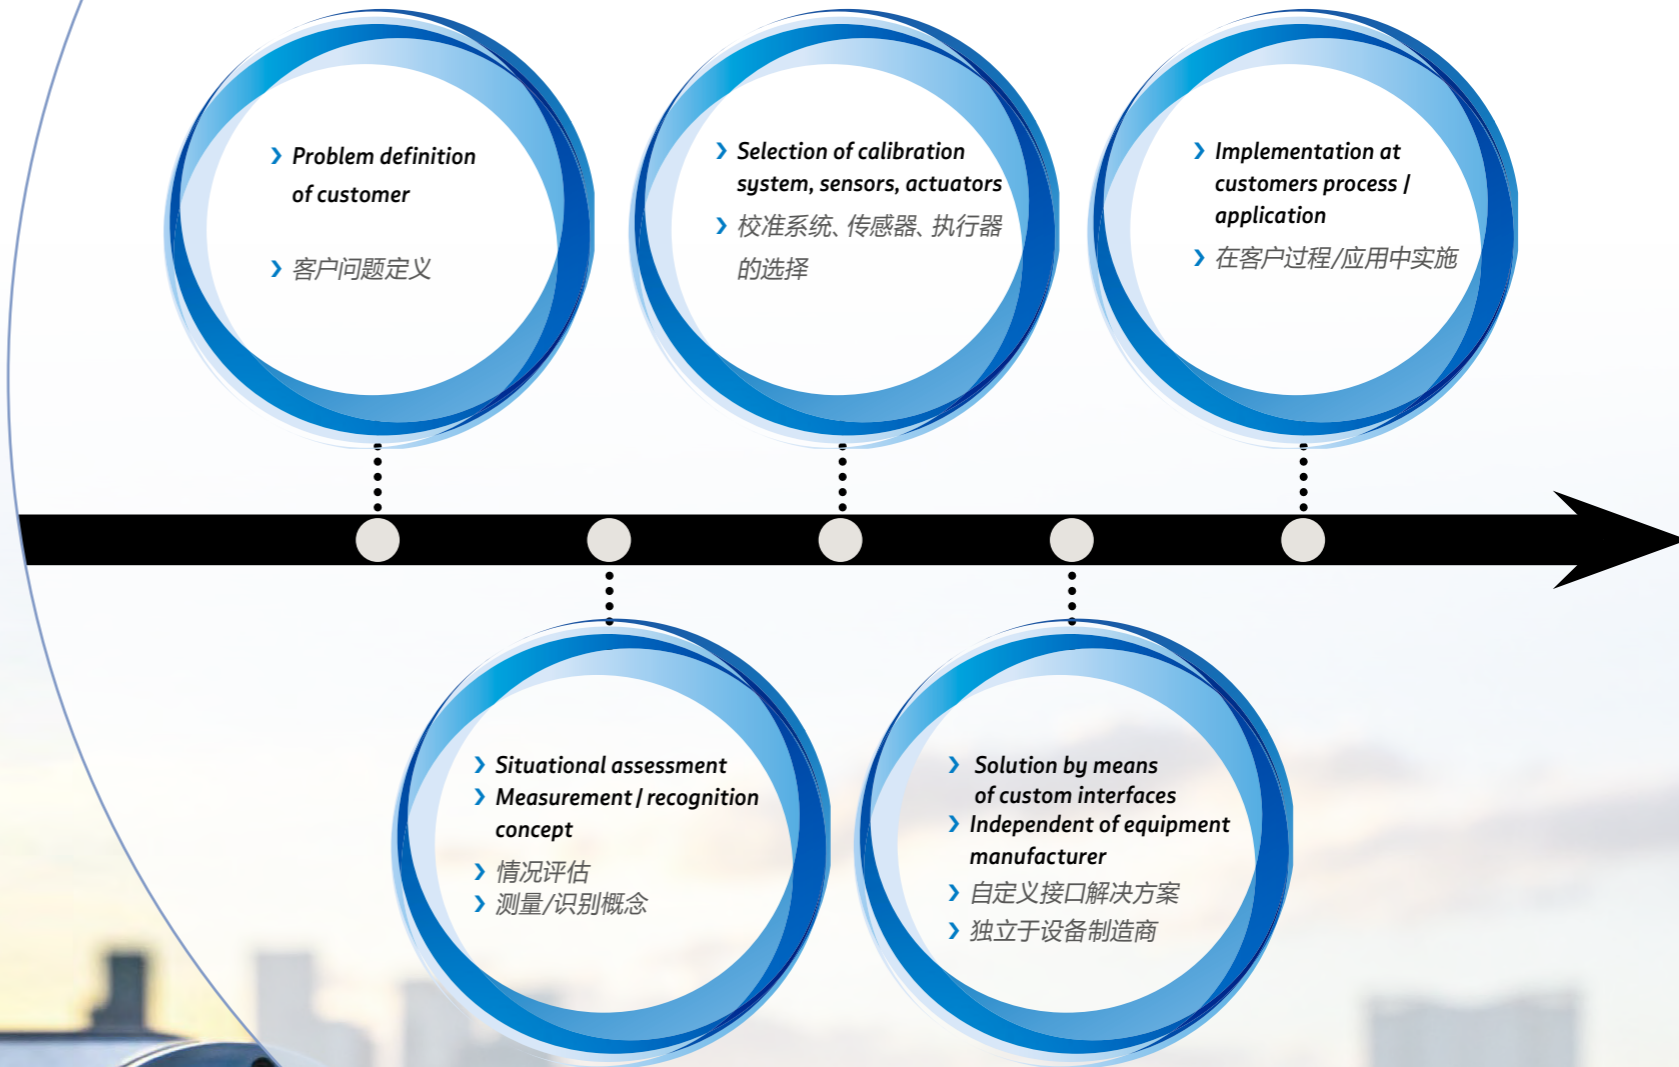 › Problem definition
of customer
› 客户问题定义
› Selection of calibration
system, sensors, actuators
› 校准系统、传感器、执行器
的选择
› Implementation at
customers process /
application
› 在客户过程/应用中实施
› Situational assessment
› Measurement / recognition
concept
› 情况评估
› 测量/识别概念
› Solution by means
of custom interfaces
› Independent of equipment
manufacturer
› 自定义接口解决方案
› 独立于设备制造商